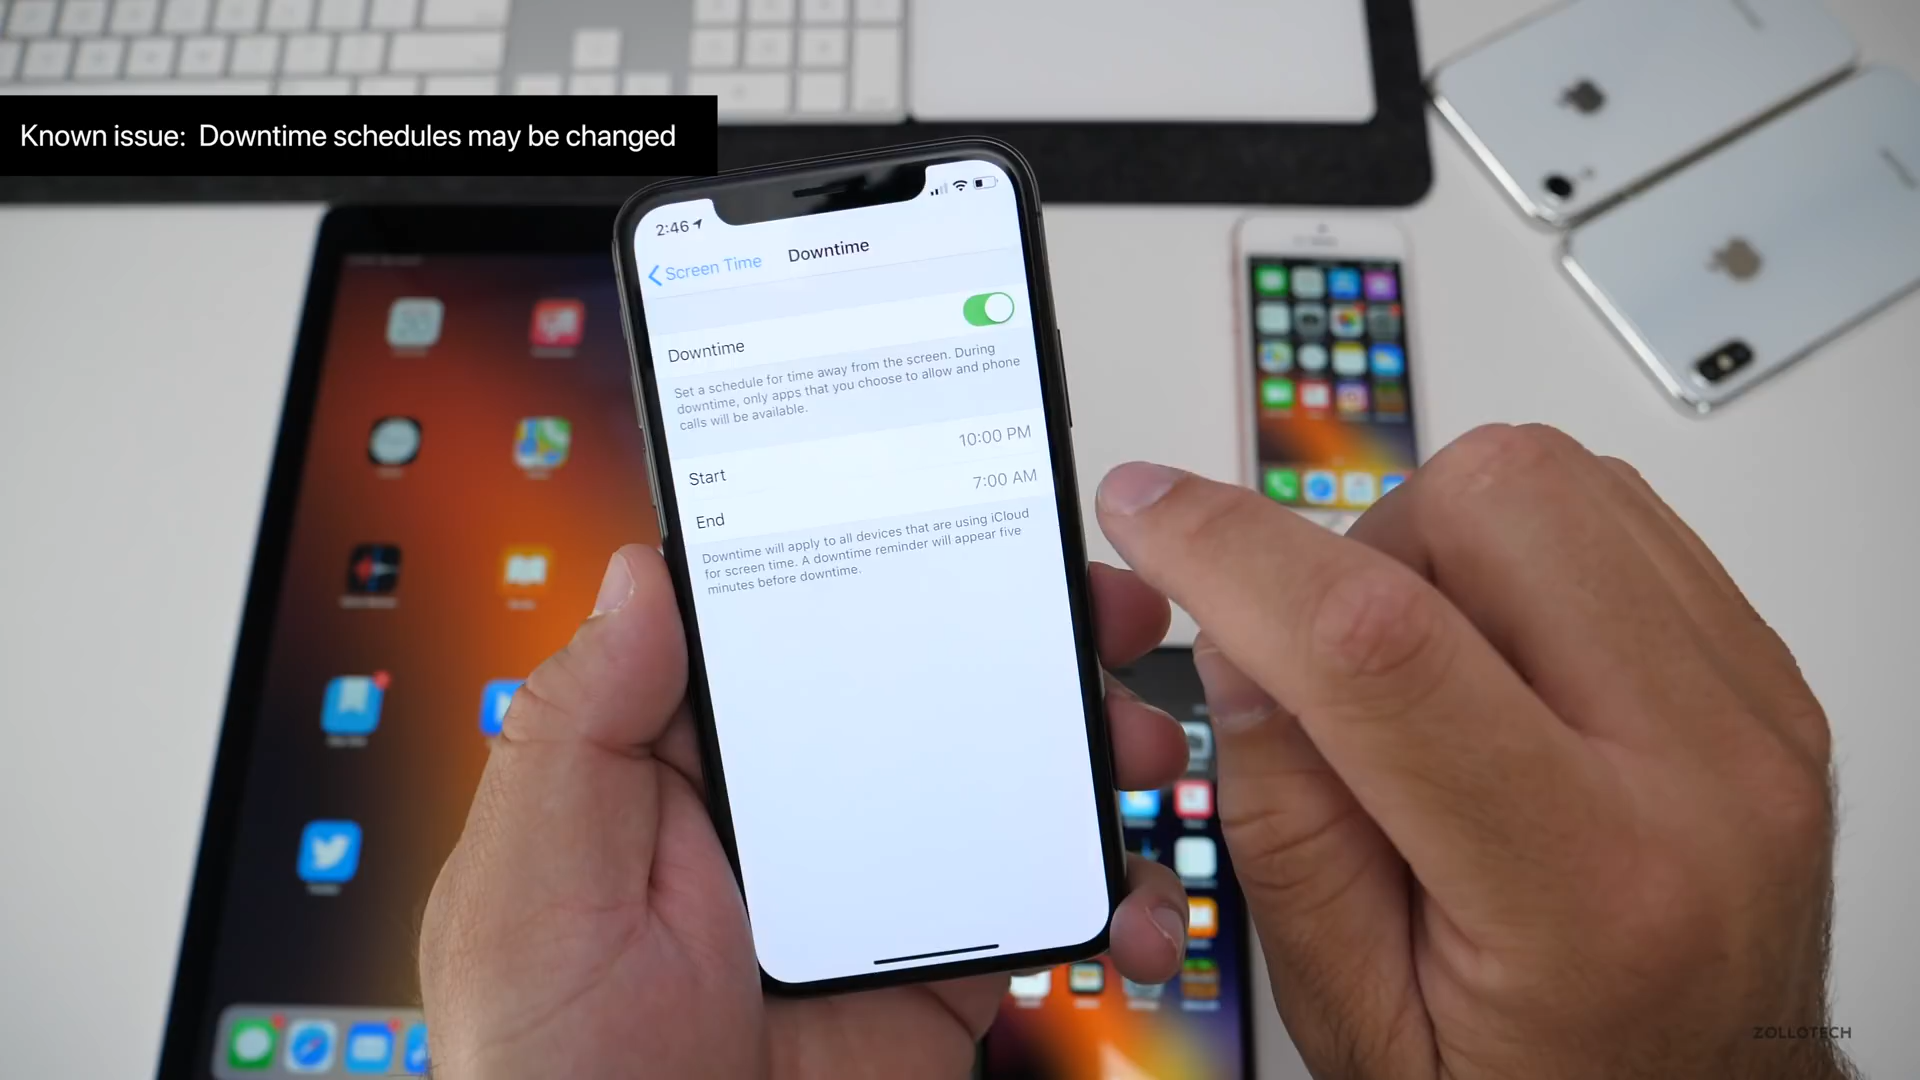 Known issue: Downtime schedules may be changed
2:46
Screen Time
Downtime
Downtime
Set a schedule for time away from the screen. During
downtime, only apps that you choose to allow and phone
calls will be available.
Start
10:00 PM
End
7:00 AM
Downtime will apply to all devices that are using iCloud
for screen time. A downtime reminder will appear five
minutes before downtime.
ZOLLOTECH